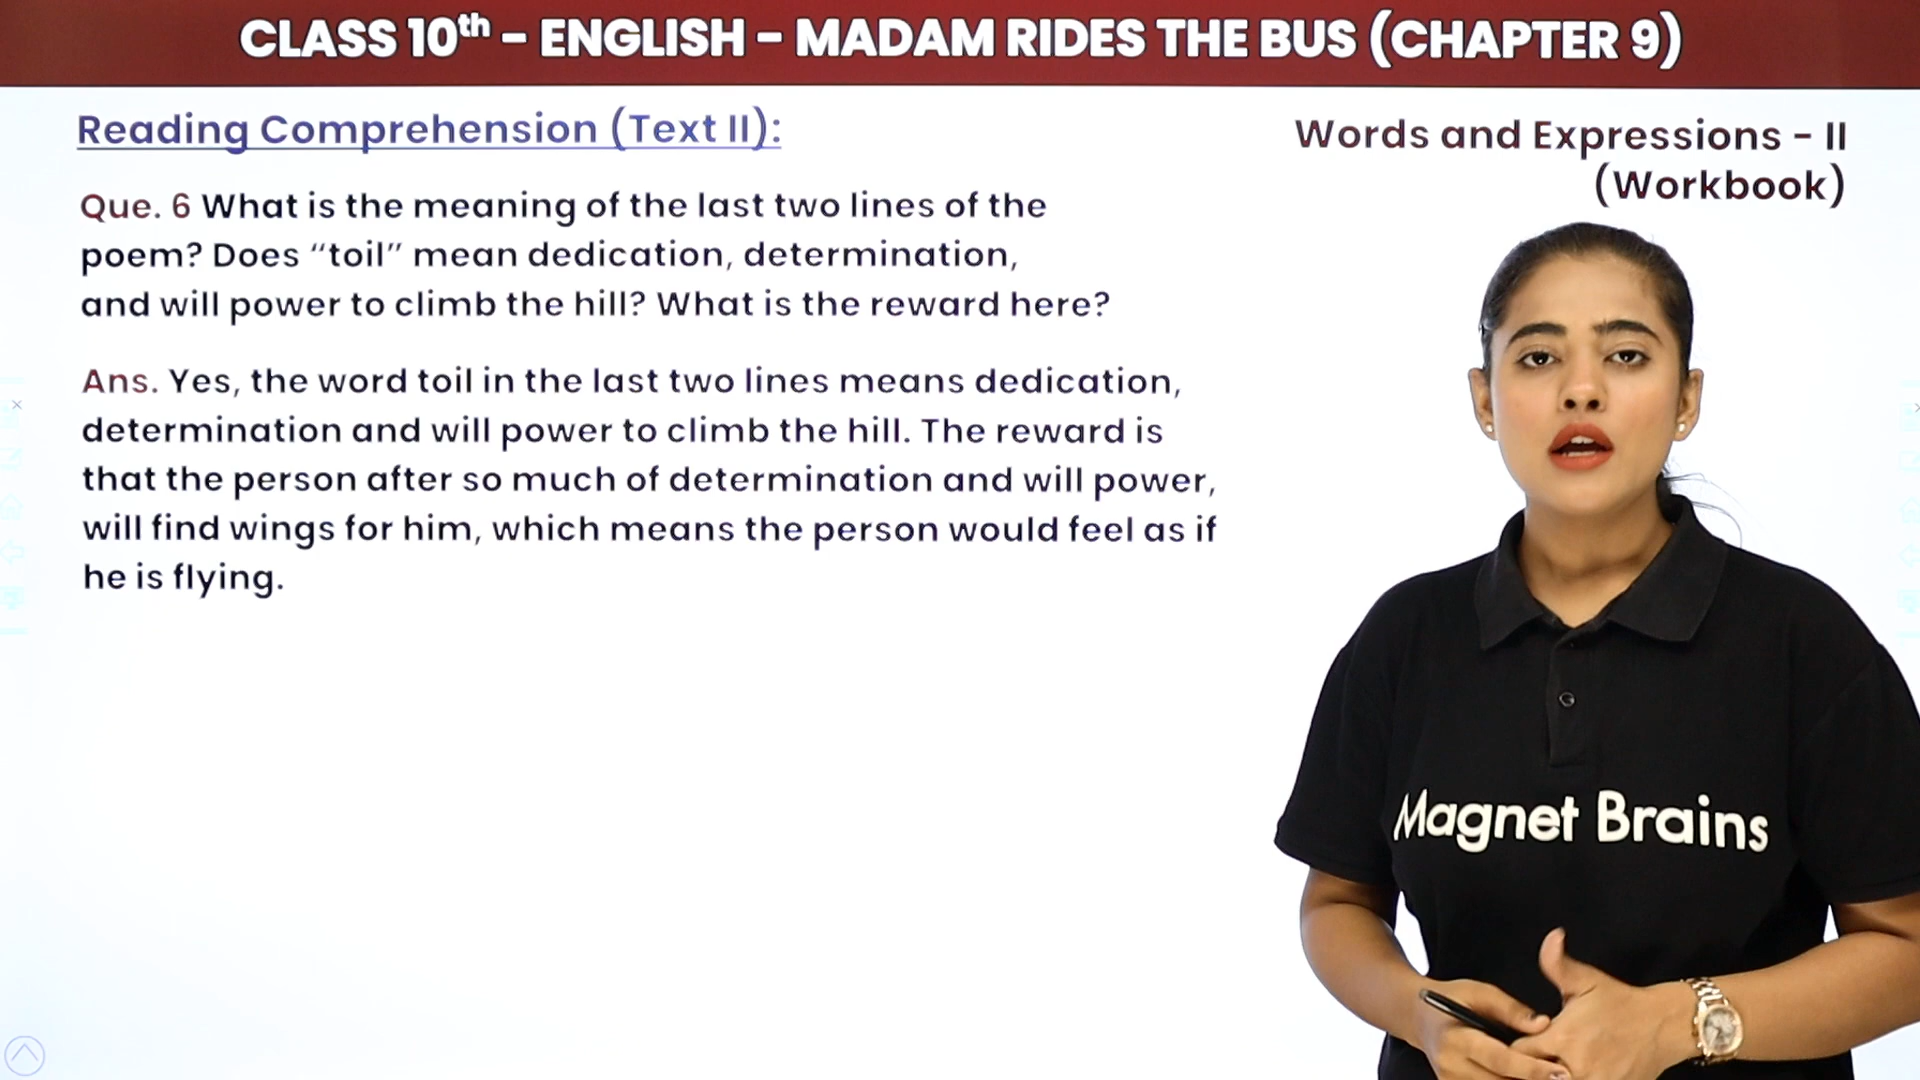 CLASS 10th - ENGLISH - MADAM RIDES THE BUS (CHAPTER 9)
Reading Comprehension (Text II):
Words and Expressions - II
(Workbook)
Que. 6 What is the meaning of the last two lines of the
poem? Does “toil” mean dedication, determination,
and will power to climb the hill? What is the reward here?
Ans. Yes, the word toil in the last two lines means dedication,
determination and will power to climb the hill. The reward is
that the person after so much of determination and will power,
will find wings for him, which means the person would feel as if
he is flying.
Magnet Brains